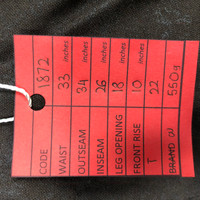 CODE 1872
WAIST 33 inches
OUTSEAM 34 inches
INSEAM 26 inches
LEG OPENING 18 inches
FRONT RISE 10 inches
T 22
BRAND W 550g